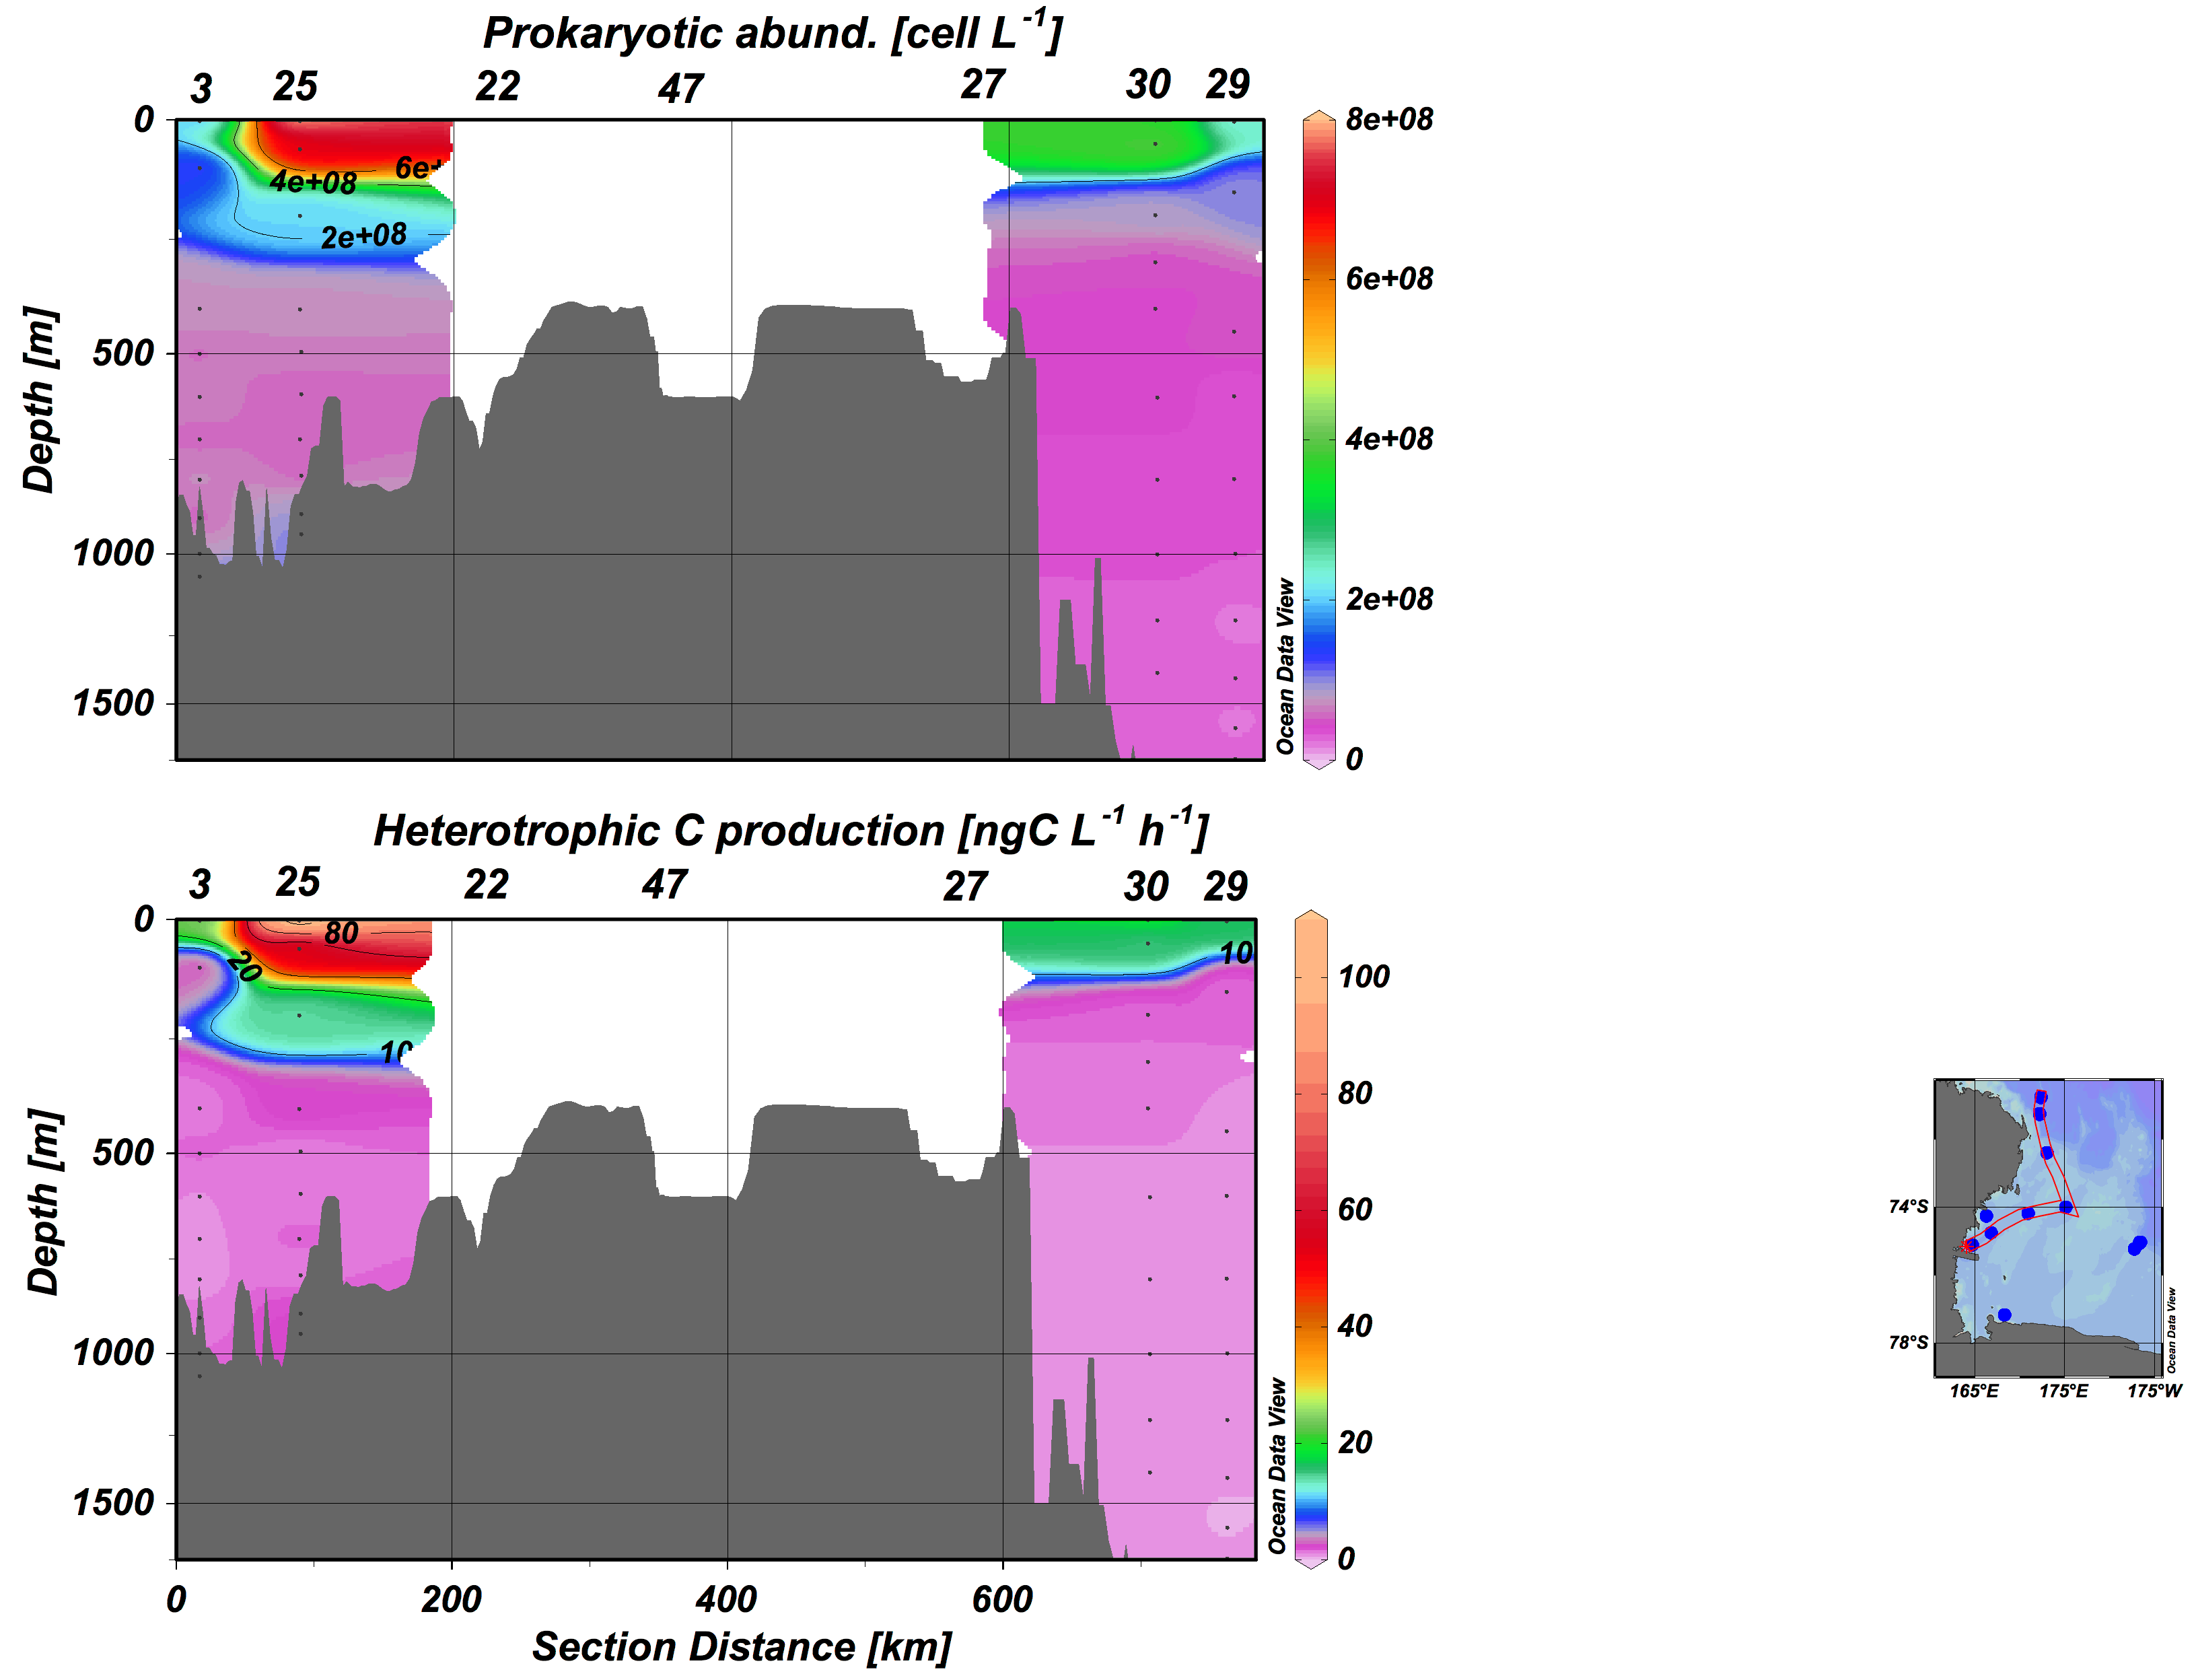 Prokaryotic abund. [cell L-1]
3 25 22 47 27 30 29
0
500
1000
1500
Depth [m]
6e+
4e+08
2e+08
8e+08
6e+08
4e+08
2e+08
0
Ocean Data View
Heterotrophic C production [ngC L-1 h-1]
3 25 22 47 27 30 29
0
500
1000
1500
Depth [m]
80
20
10
10
100
80
60
40
20
0
Ocean Data View
0 200 400 600
Section Distance [km]
74°S
78°S
165°E 175°E 175°W
Ocean Data View